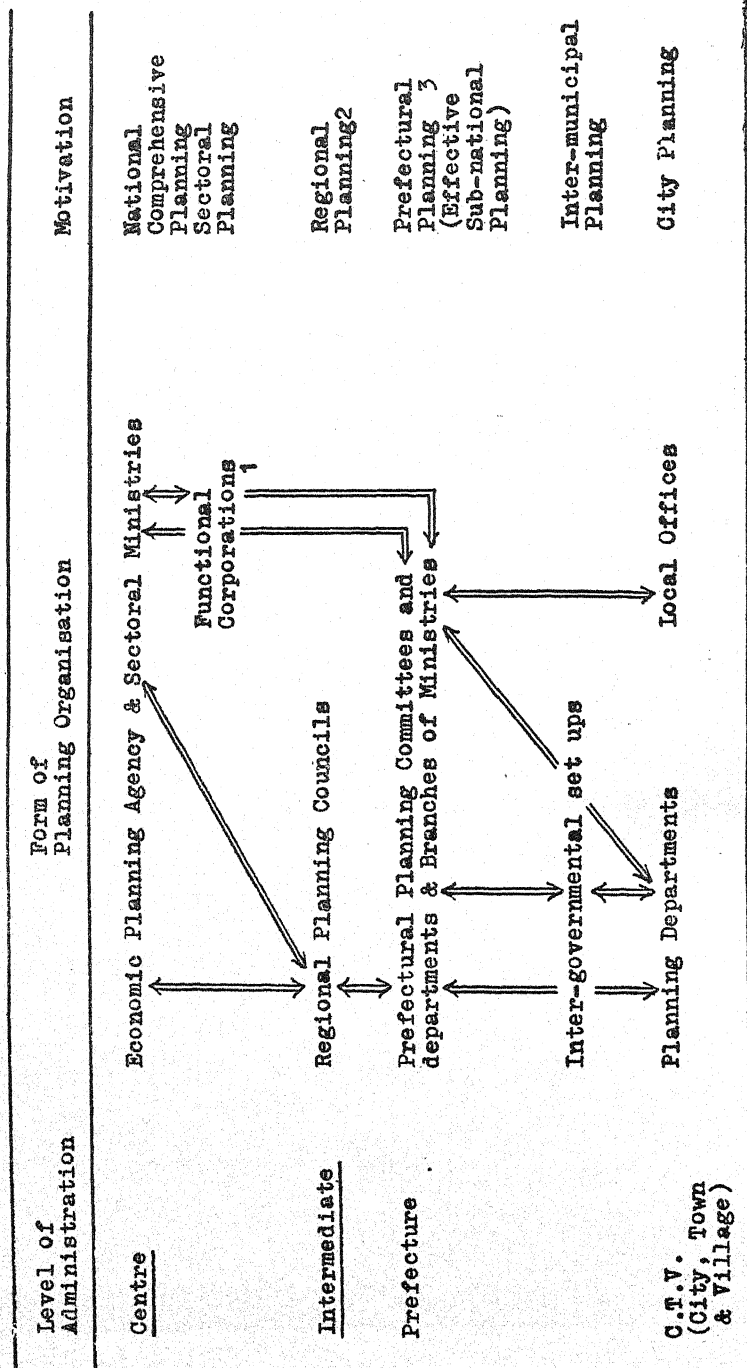 Level of
Administration
Form of
Planning Organisation
Motivation
Centre
Economic Planning Agency & Sectoral Ministries
National
Comprehensive
Planning
Sectoral
Planning
Functional
Corporations 1
Intermediate
Regional Planning Councils
Regional
Planning2
Prefecture
Prefectural Planning Committees and
departments & Branches of Ministries
Prefectural
Planning 3
(Effective
Sub-national
Planning)
Inter-governmental set ups
Inter-municipal
Planning
C.T.V.
(City, Town
& Village)
Planning Departments
Local Offices
City Planning